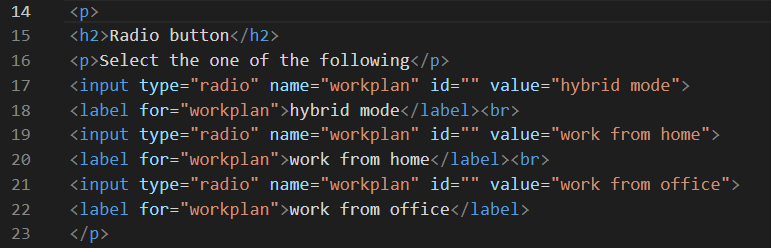 14 <p>
15 <h2>Radio button</h2>
16 <p>Select the one of the following</p>
17 <input type="radio" name="workplan" id="" value="hybrid mode">
18 <label for="workplan">hybrid mode</label><br>
19 <input type="radio" name="workplan" id="" value="work from home">
20 <label for="workplan">work from home</label><br>
21 <input type="radio" name="workplan" id="" value="work from office">
22 <label for="workplan">work from office</label>
23 </p>